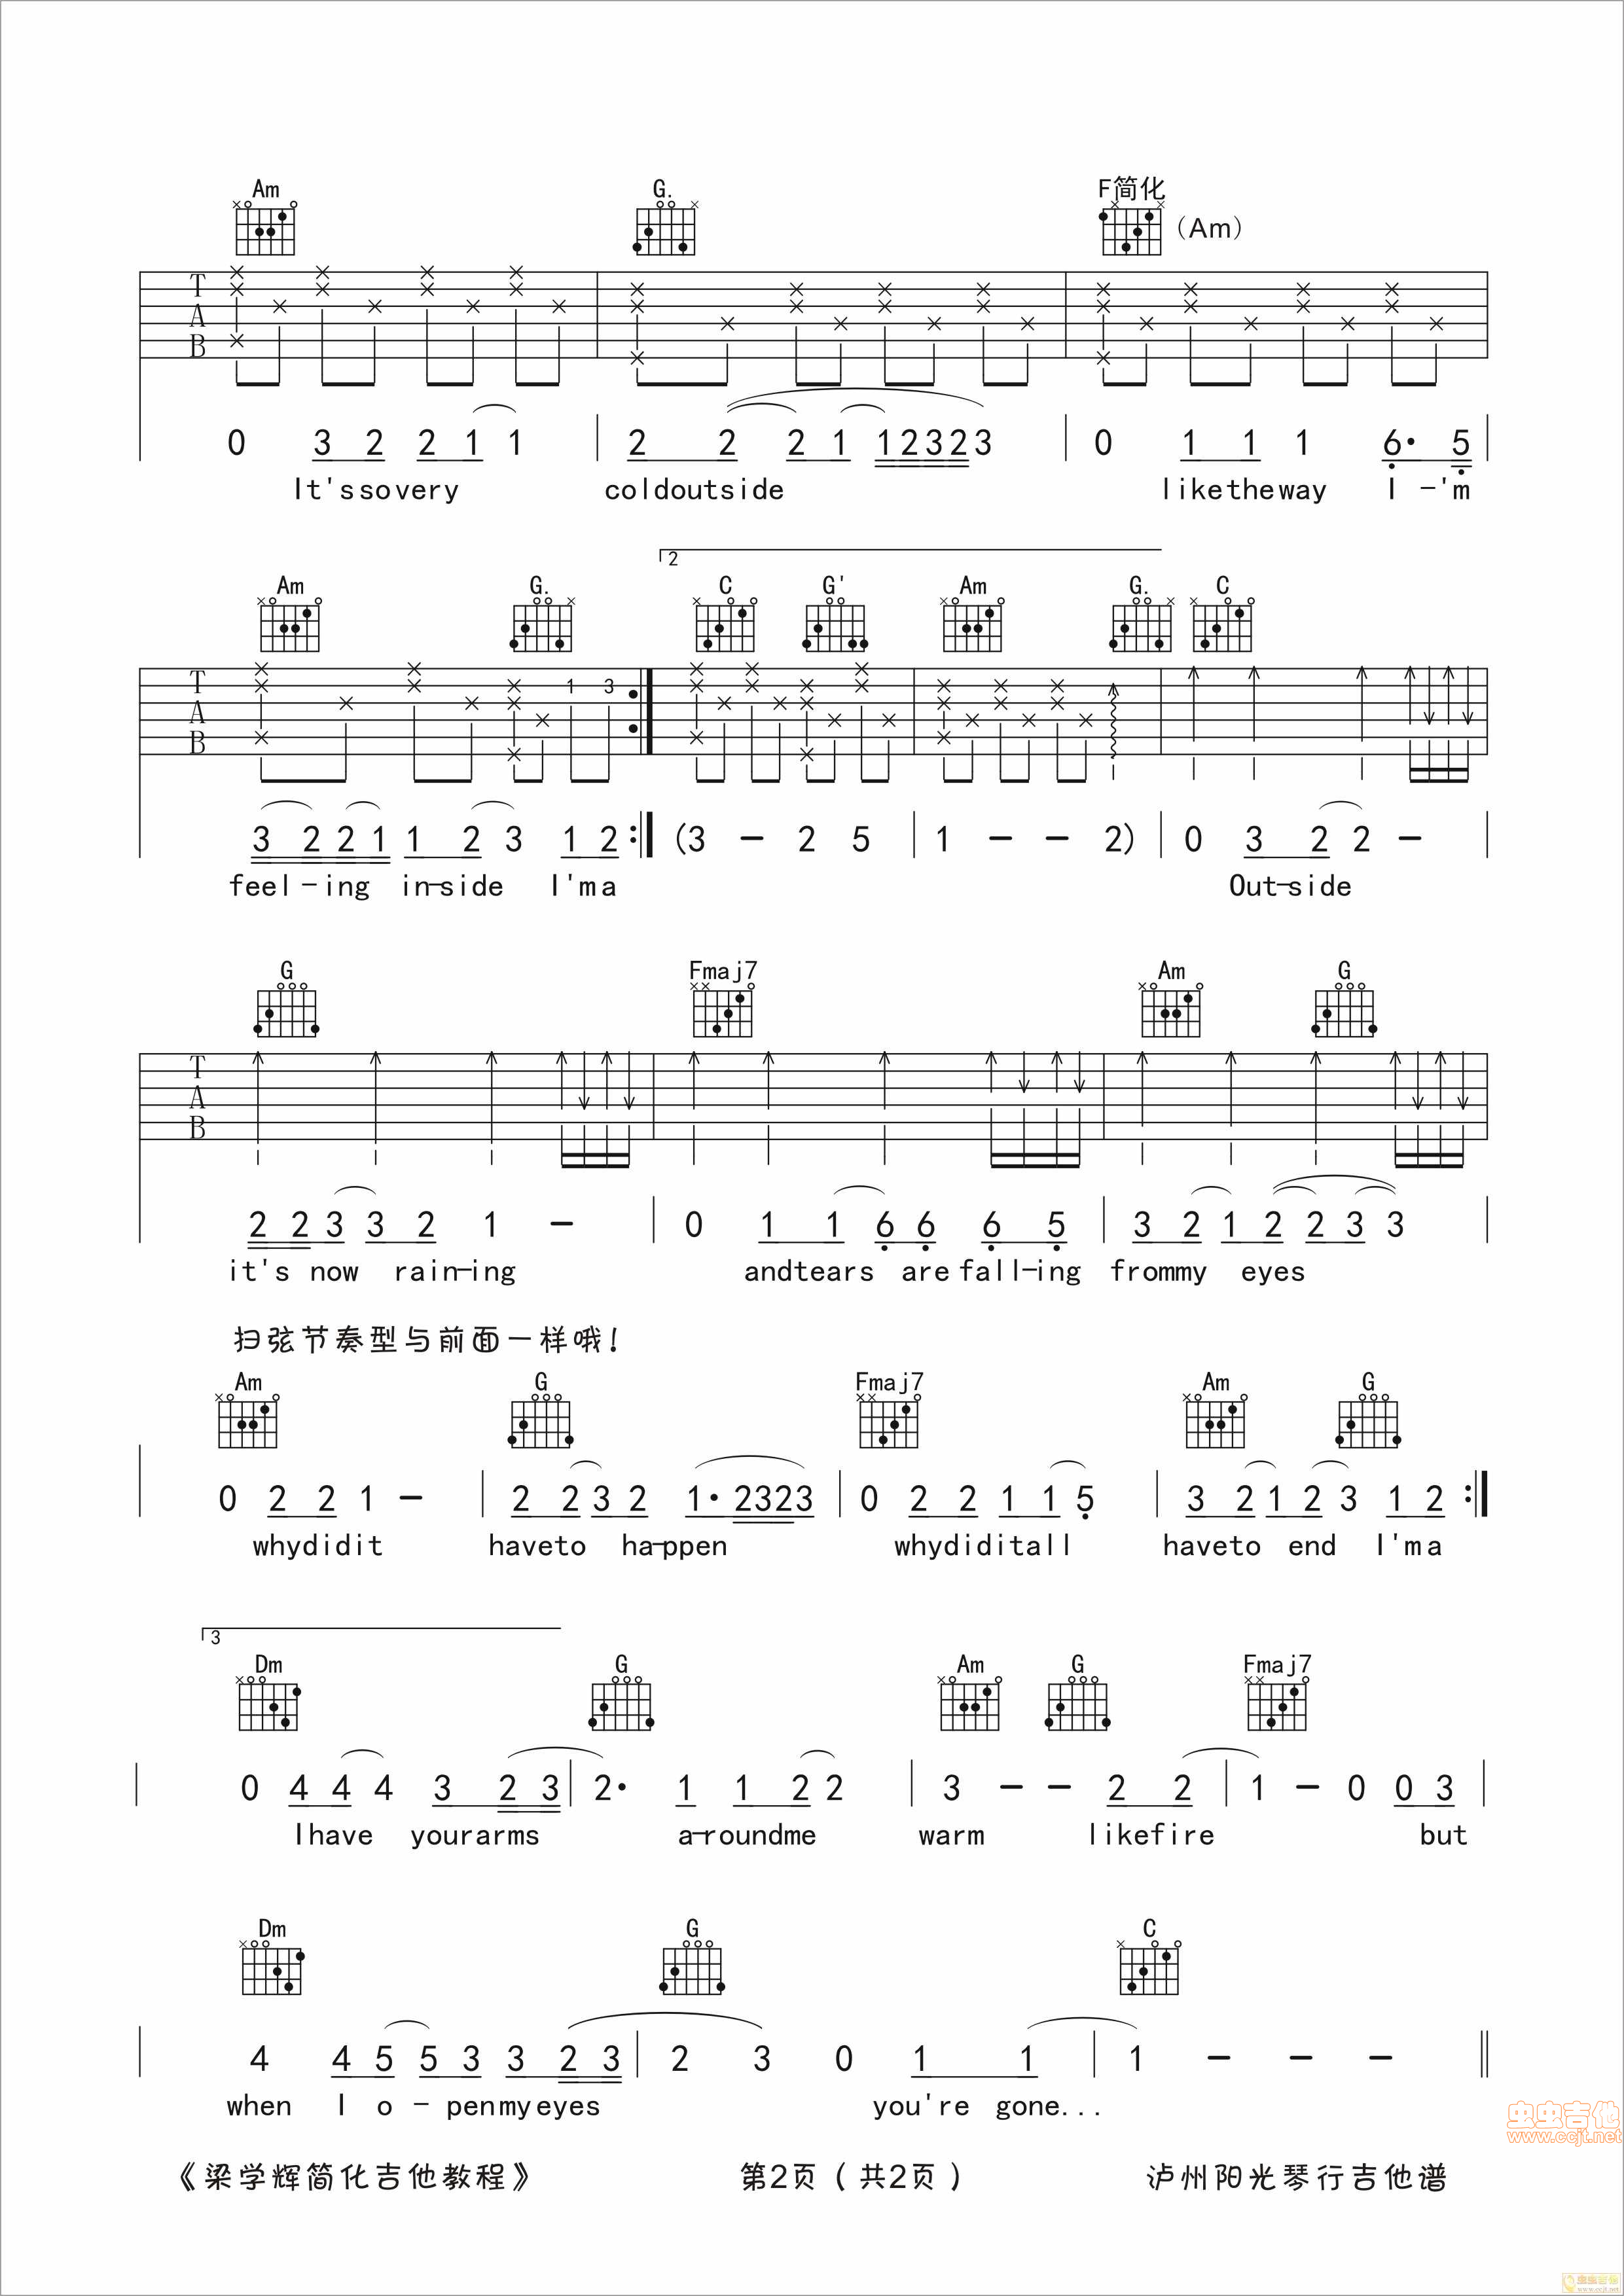 Am G. F简化 (Am)
T
A
B
0 3 2 2 1 1 2 2 2 1 1 2 3 2 3 0 1 1 1 6· 5
It'ssovery coldoutside liketheway I-'m
2
Am G. C G' Am G. C
T 1 3
A
B
3 2 2 1 1 2 3 1 2 :‖ (3 - 2 5 1 - - 2) 0 3 2 2 -
feel-ing in-side I'ma Out-side
G Fmaj7 Am G
T
A
B
2 2 3 3 2 1 - 0 1 1 6 6 6 5 3 2 1 2 2 3 3
it's now rain-ing andtears are fall-ing frommy eyes
扫弦节奏型与前面一样哦!
Am G Fmaj7 Am G
0 2 2 1 - 2 2 3 2 1· 2 3 2 3 0 2 2 1 1 5 3 2 1 2 3 1 2 :‖
whydidit haveto ha-ppen whydiditall haveto end I'ma
3
Dm G Am G Fmaj7
0 4 4 4 3 2 3 2· 1 1 2 2 3 - - 2 2 1 - 0 0 3
Ihave yourarms a-roundme warm likefire but
Dm G C
4 4 5 5 3 3 2 3 2 3 0 1 1 1 - - -
when I o-penmyeyes you're gone...
虫虫吉他
www.ccjt.net
《梁学辉简化吉他教程》 第2页(共2页) 泸州阳光琴行吉他谱